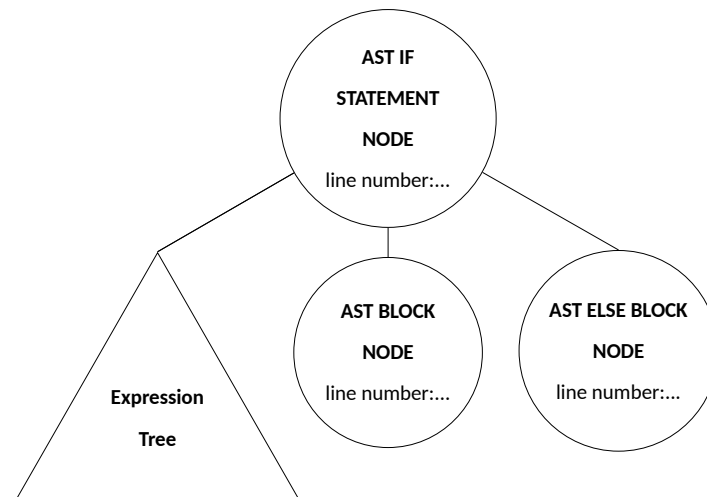 AST IF
STATEMENT
NODE
line number:...
AST BLOCK
NODE
line number:...
AST ELSE BLOCK
NODE
line number:...
Expression
Tree